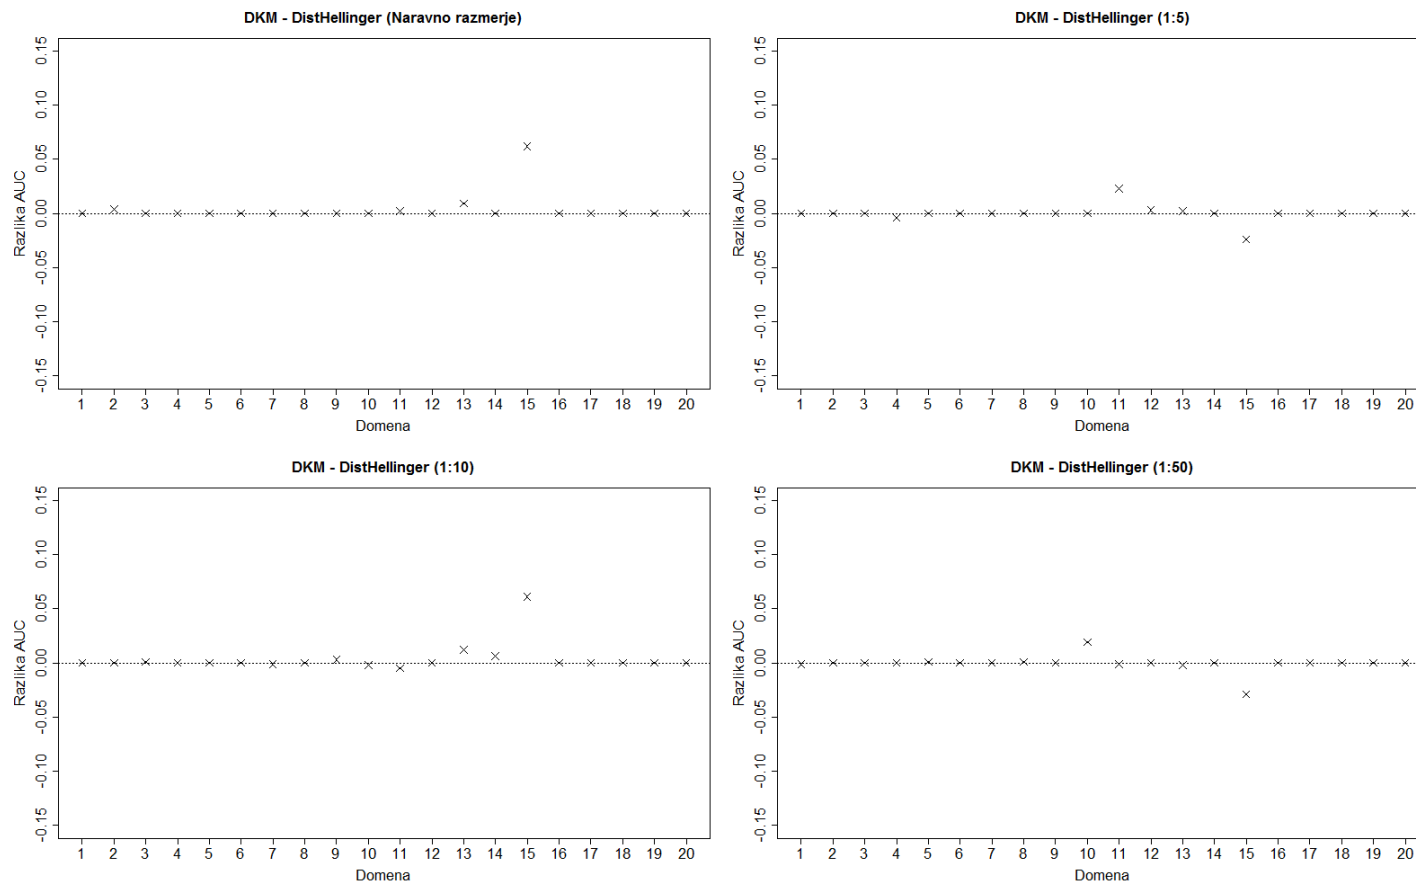 DKM - DistHellinger (Naravno razmerje)
Razlika AUC
0.15
0.10
0.05
0.00
-0.05
-0.10
-0.15
1 2 3 4 5 6 7 8 9 10 11 12 13 14 15 16 17 18 19 20
Domena
DKM - DistHellinger (1:5)
Razlika AUC
0.15
0.10
0.05
0.00
-0.05
-0.10
-0.15
1 2 3 4 5 6 7 8 9 10 11 12 13 14 15 16 17 18 19 20
Domena
DKM - DistHellinger (1:10)
Razlika AUC
0.15
0.10
0.05
0.00
-0.05
-0.10
-0.15
1 2 3 4 5 6 7 8 9 10 11 12 13 14 15 16 17 18 19 20
Domena
DKM - DistHellinger (1:50)
Razlika AUC
0.15
0.10
0.05
0.00
-0.05
-0.10
-0.15
1 2 3 4 5 6 7 8 9 10 11 12 13 14 15 16 17 18 19 20
Domena